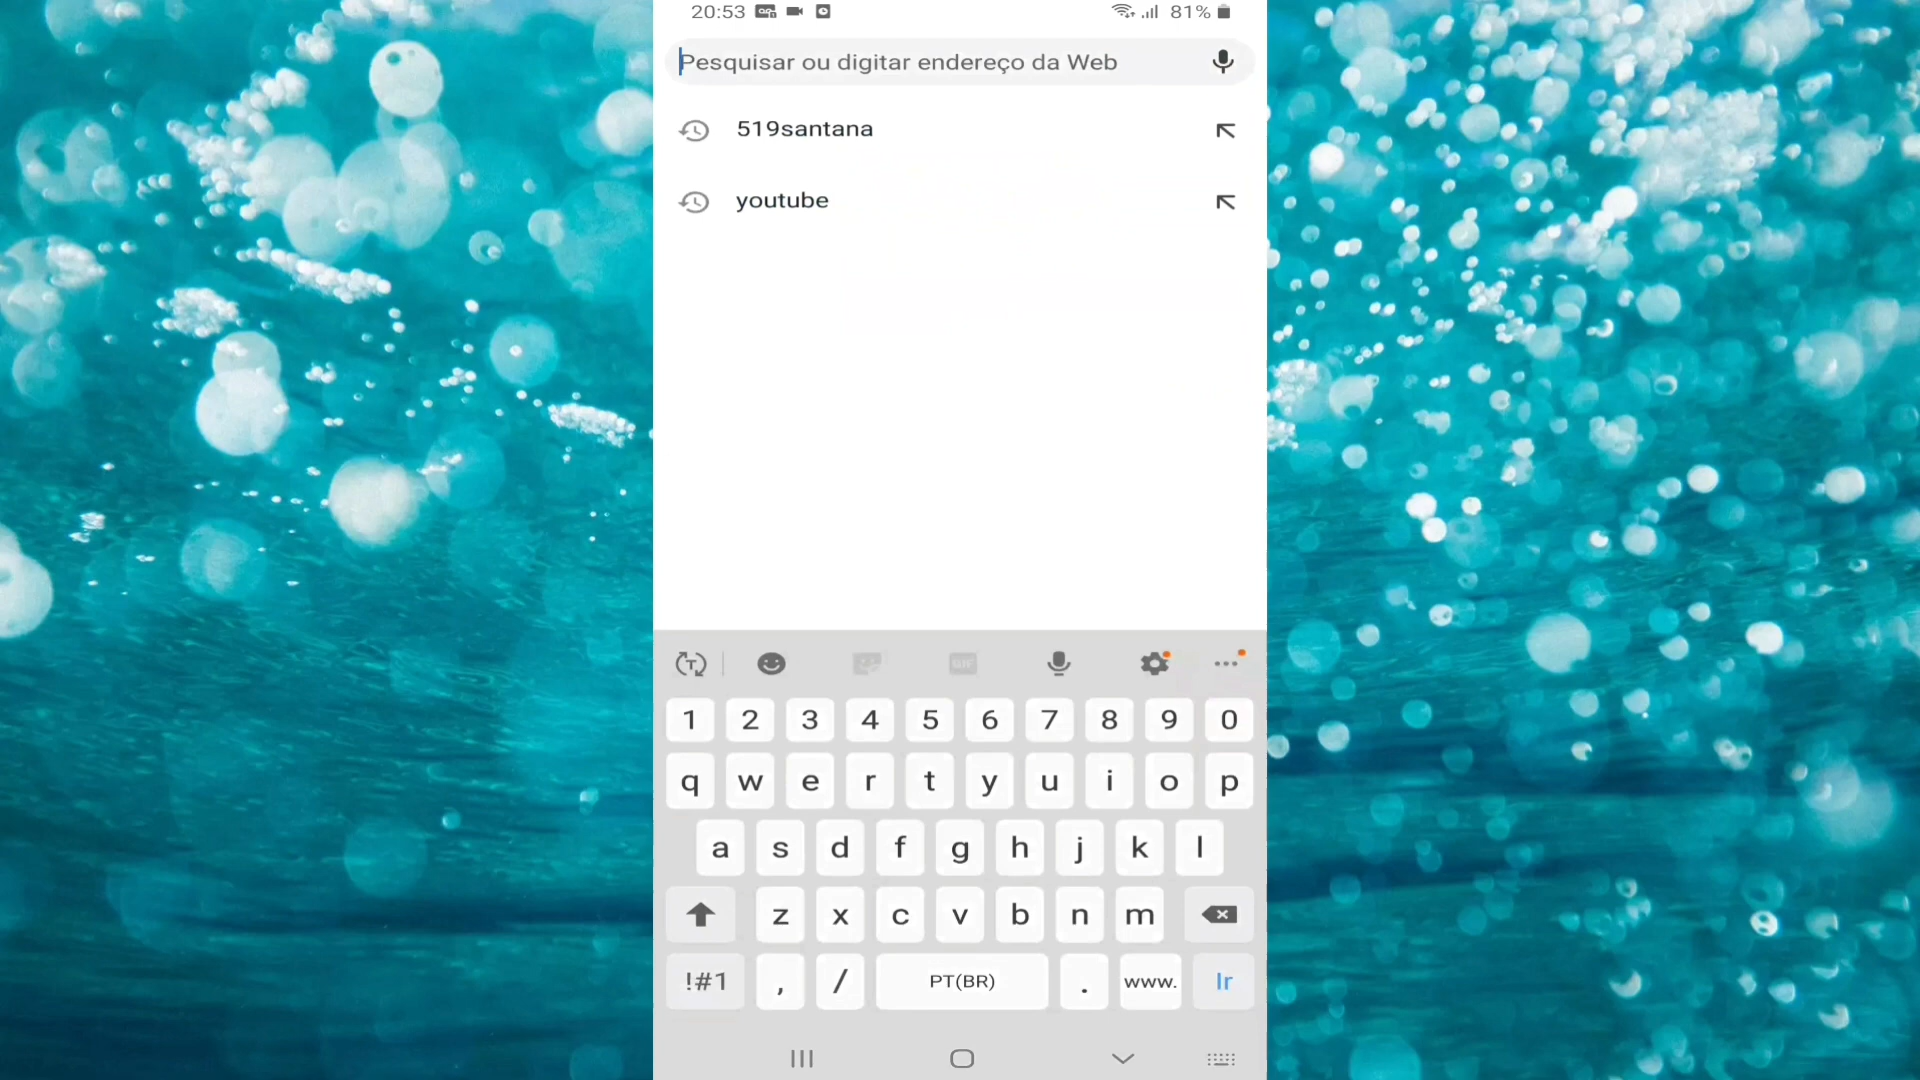 20:53 81%
Pesquisar ou digitar endereço da Web
519santana
youtube
GIF
1 2 3 4 5 6 7 8 9 0
q w e r t y u i o p
a s d f g h j k l
z x c v b n m
!#1 , / PT(BR) . www. Ir